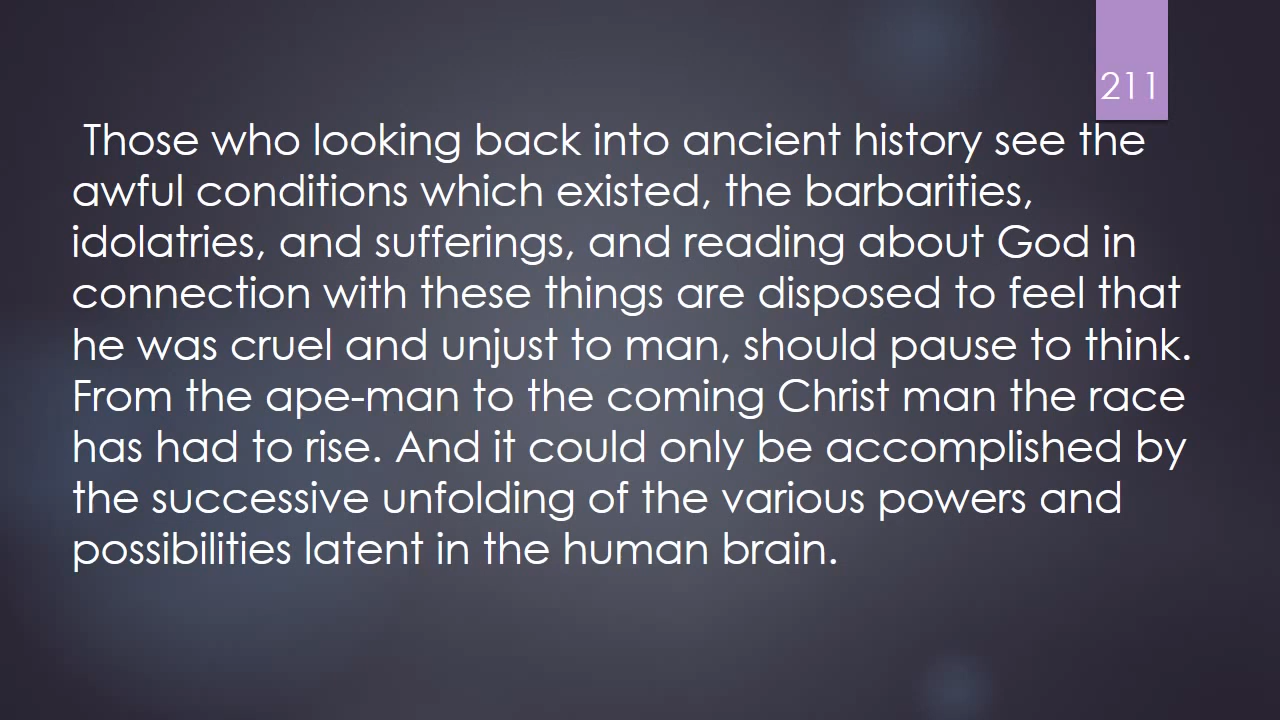 211
Those who looking back into ancient history see the
awful conditions which existed, the barbarities,
idolatries, and sufferings, and reading about God in
connection with these things are disposed to feel that
he was cruel and unjust to man, should pause to think.
From the ape-man to the coming Christ man the race
has had to rise. And it could only be accomplished by
the successive unfolding of the various powers and
possibilities latent in the human brain.